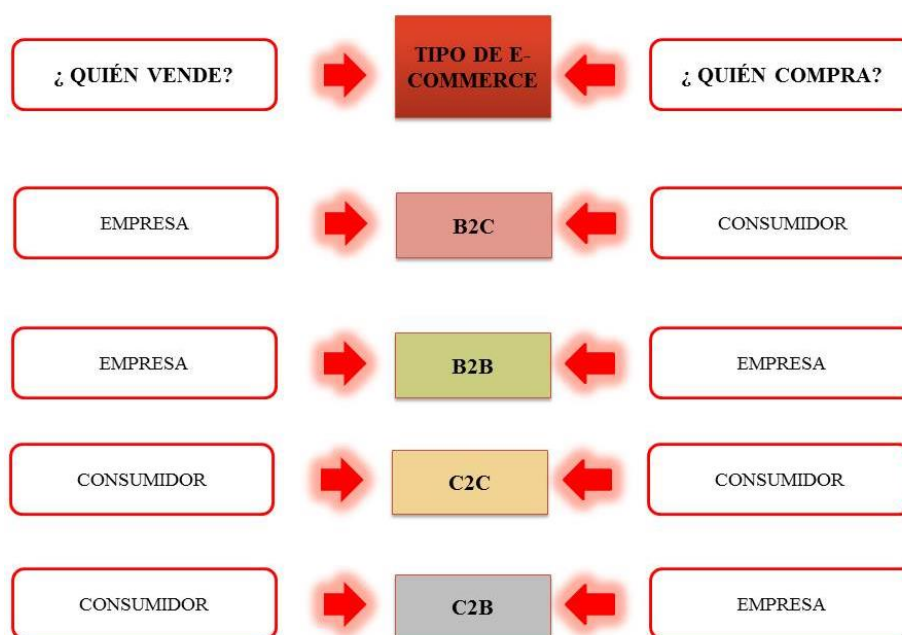 ¿ QUIÉN VENDE?
TIPO DE E-
COMMERCE
¿ QUIÉN COMPRA?
EMPRESA
B2C
CONSUMIDOR
EMPRESA
B2B
EMPRESA
CONSUMIDOR
C2C
CONSUMIDOR
CONSUMIDOR
C2B
EMPRESA